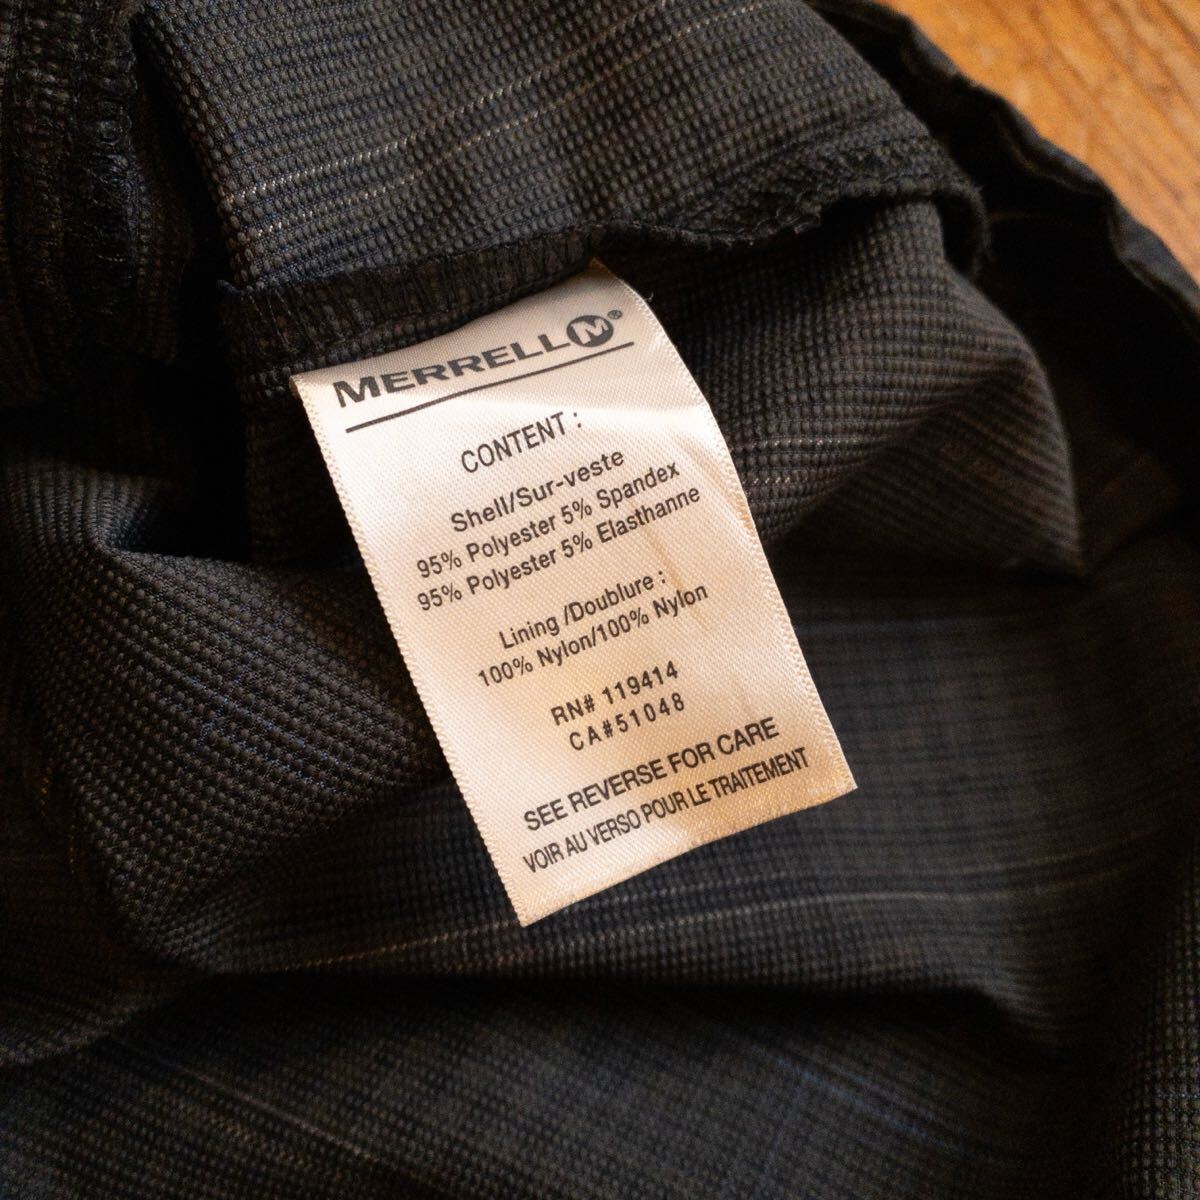 MERRELL M®
CONTENT :
Shell/Sur-veste
95% Polyester 5% Spandex
95% Polyester 5% Elasthanne
Lining /Doublure :
100% Nylon/100% Nylon
RN# 119414
CA#51048
SEE REVERSE FOR CARE
VOIR AU VERSO POUR LE TRAITEMENT